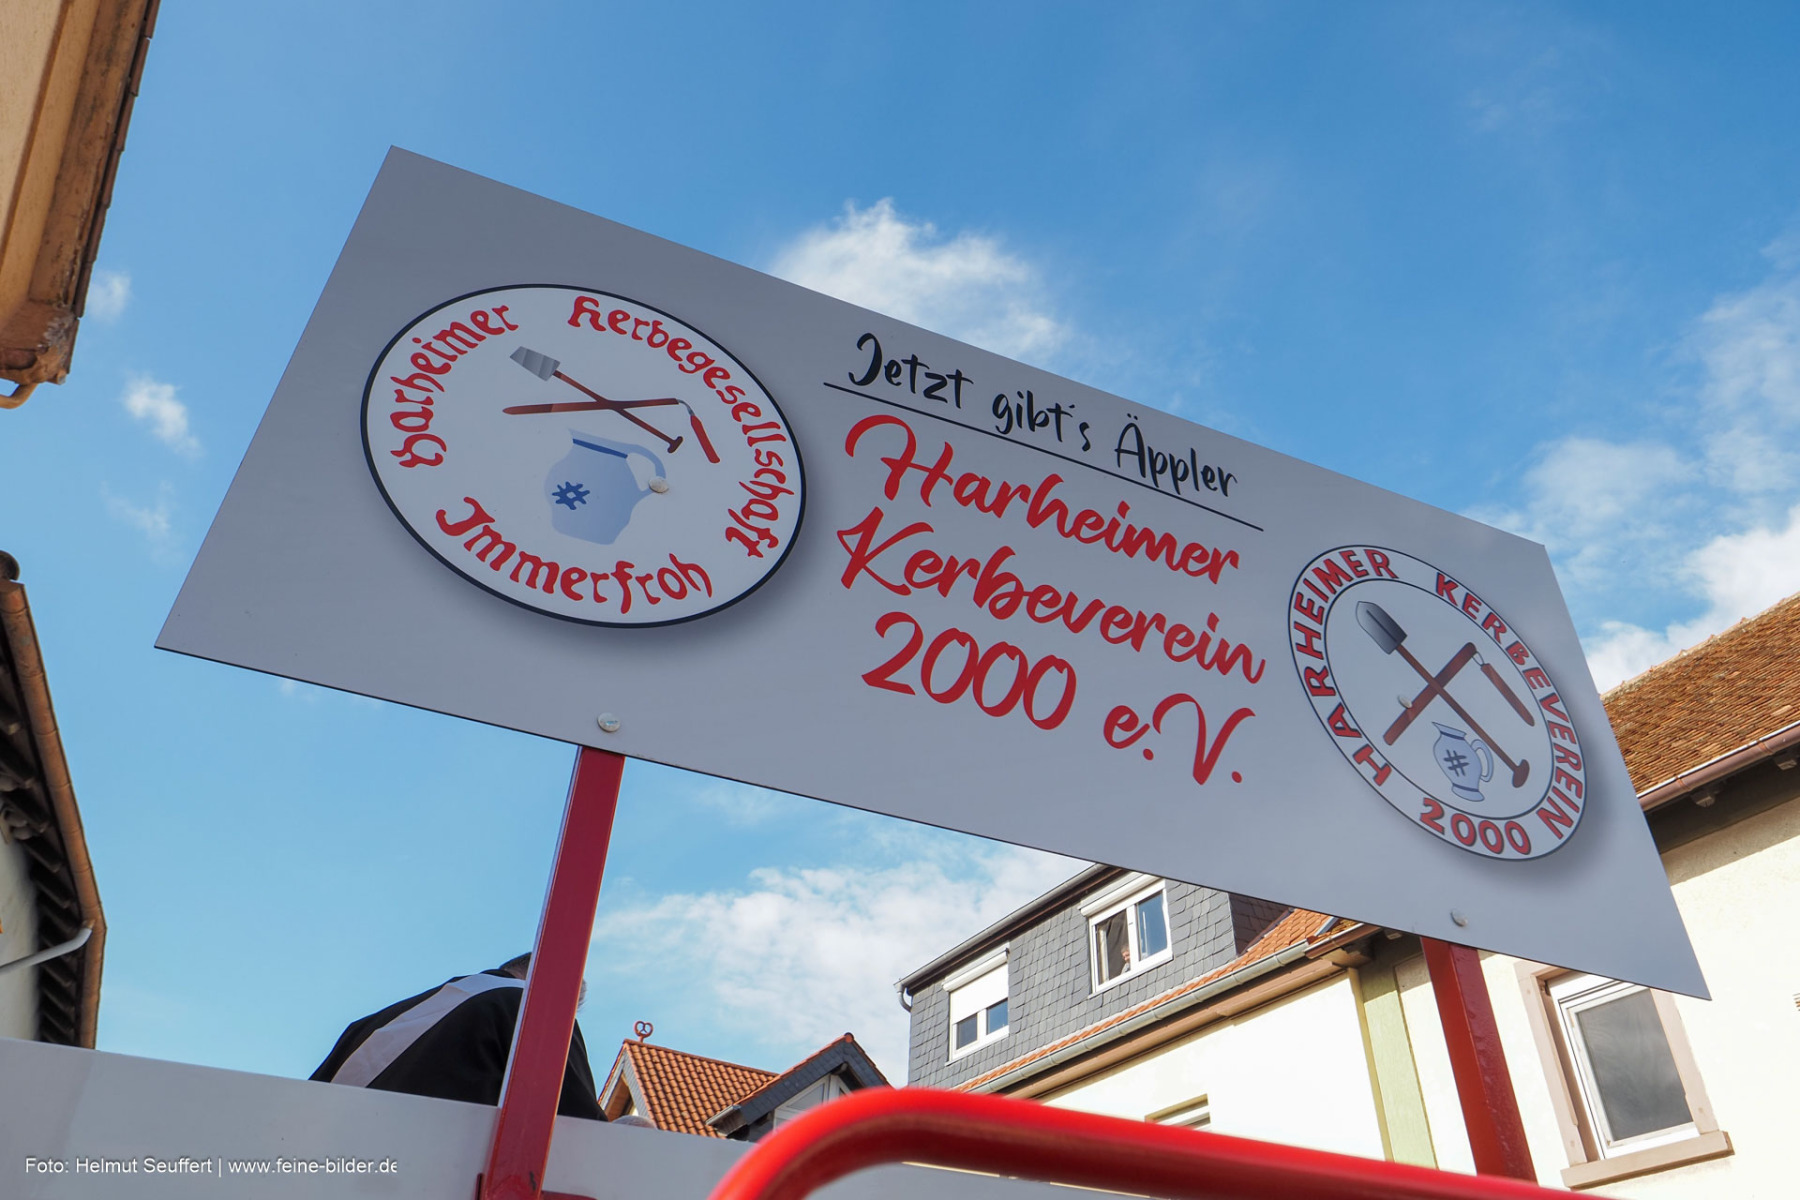 Harheimer Kerbegesellschaft
Immerfroh
Jetzt gibt's Äppler
Harheimer
Kerbeverein
2000 e.V.
HARHEIMER KERBEVEREIN
2000
#
Foto: Helmut Seuffert | www.feine-bilder.de